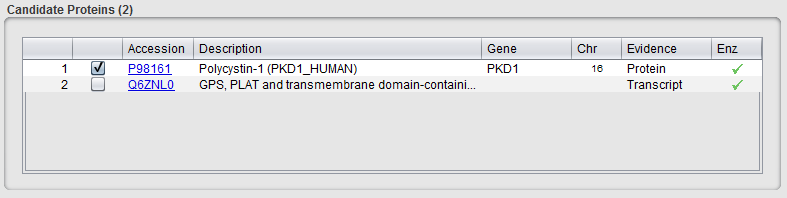 Candidate Proteins (2)
Accession Description Gene Chr Evidence Enz
1 P98161 Polycystin-1 (PKD1_HUMAN) PKD1 16 Protein
2 Q6ZNL0 GPS, PLAT and transmembrane domain-containi... Transcript